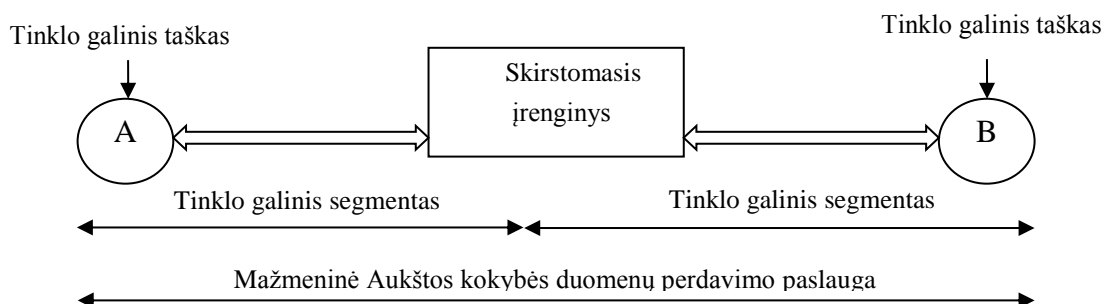 Tinklo galinis taškas
Tinklo galinis taškas
Skirstomasis
įrenginys
A
B
Tinklo galinis segmentas
Tinklo galinis segmentas
Mažmeninė Aukštos kokybės duomenų perdavimo paslauga